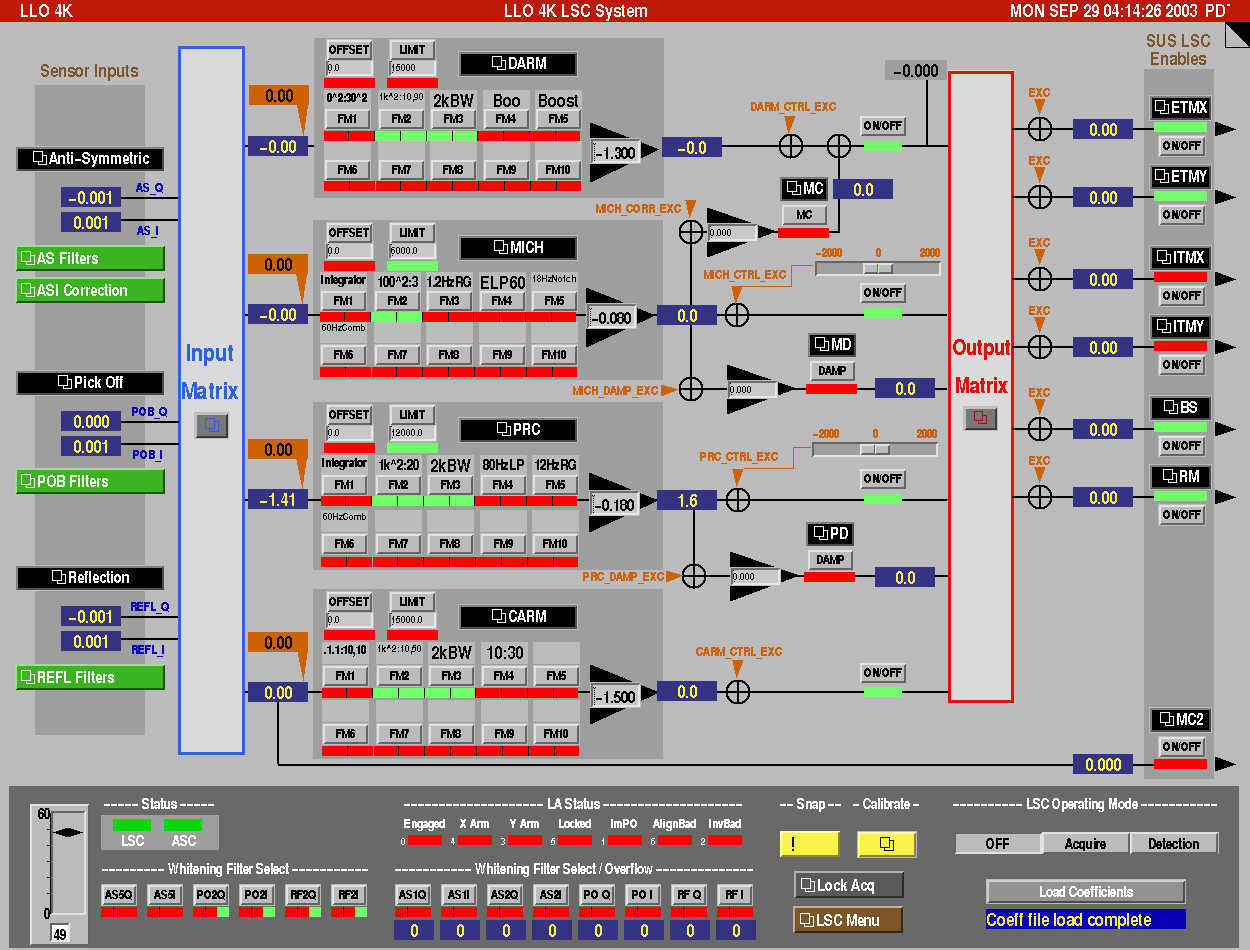 LLO 4K LLO 4K LSC System MON SEP 29 04:14:26 2003 PD
SUS LSC
Enables
Sensor Inputs
Anti-Symmetric
-0.001 AS_Q
0.001 AS_I
AS Filters
ASI Correction
Pick Off
0.000 POB_Q
0.001 POB_I
POB Filters
Reflection
-0.001 REFL_Q
0.001 REFL_I
REFL Filters
Input
Matrix
0.00
-0.00
OFFSET LIMIT
0.0 15000
DARM
0^2:30^2 1k^2:10,90 2kBW Boo Boost
FM1 FM2 FM3 FM4 FM5
FM6 FM7 FM8 FM9 FM10
-1.300
-0.0
DARM_CTRL_EXC
ON/OFF
-0.000
MC
0.0
MC
MICH_CORR_EXC
0.000
0.00
-0.00
OFFSET LIMIT
0.0 6000.0
MICH
Integrator 100^2:3 12HzRG ELP60 18HzNotch
FM1 FM2 FM3 FM4 FM5
60HzComb
FM6 FM7 FM8 FM9 FM10
-0.080
0.0
-2000 0 2000
MICH_CTRL_EXC
ON/OFF
MD
DAMP
MICH_DAMP_EXC
0.000
0.0
0.00
-1.41
OFFSET LIMIT
0.0 12000.0
PRC
Integrator 1k^2:20 2kBW 80HzLP 12HzRG
FM1 FM2 FM3 FM4 FM5
60HzComb
FM6 FM7 FM8 FM9 FM10
-0.180
1.6
-2000 0 2000
PRC_CTRL_EXC
ON/OFF
PD
DAMP
PRC_DAMP_EXC
0.000
0.0
0.00
0.00
OFFSET LIMIT
0.0 15000.0
CARM
.1.1:10,10 2kBW 10:30
FM1 FM2 FM3 FM4 FM5
FM6 FM7 FM8 FM9 FM10
-1.500
0.0
CARM_CTRL_EXC
ON/OFF
Output
Matrix
EXC
0.00
ETMX
ON/OFF
EXC
0.00
ETMY
ON/OFF
EXC
0.00
ITMX
ON/OFF
EXC
0.00
ITMY
ON/OFF
EXC
0.00
BS
ON/OFF
EXC
0.00
RM
ON/OFF
MC2
ON/OFF
0.000
60
0
49
----- Status -----
LSC ASC
Whitening Filter Select
AS5Q AS5I PO2Q PO2I RF2Q RF2I
LA Status
Engaged X Arm Y Arm Locked ImPO AlignBad InvBad
0 4 3 5 1 6 2
Whitening Filter Select / Overflow
AS1Q AS1I AS2Q AS2I PO Q PO I RF Q RF I
0 0 0 0 0 0 0 0
-- Snap -- - Calibrate -
!
Lock Acq
LSC Menu
LSC Operating Mode
OFF Acquire Detection
Load Coefficients
Coeff file load complete